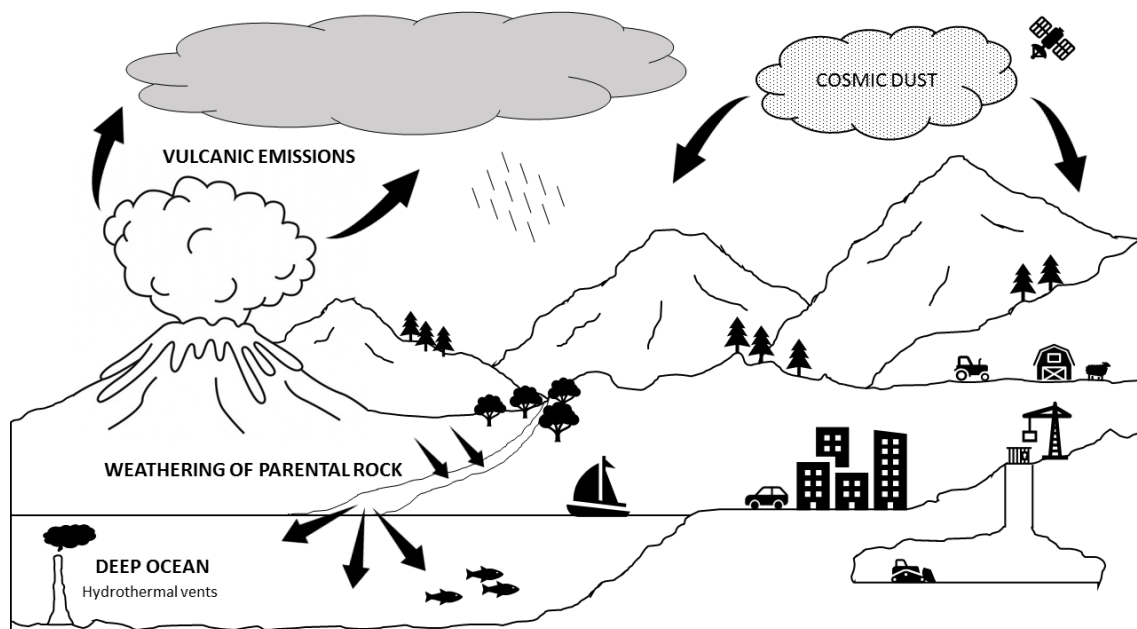 COSMIC DUST
VULCANIC EMISSIONS
WEATHERING OF PARENTAL ROCK
DEEP OCEAN
Hydrothermal vents